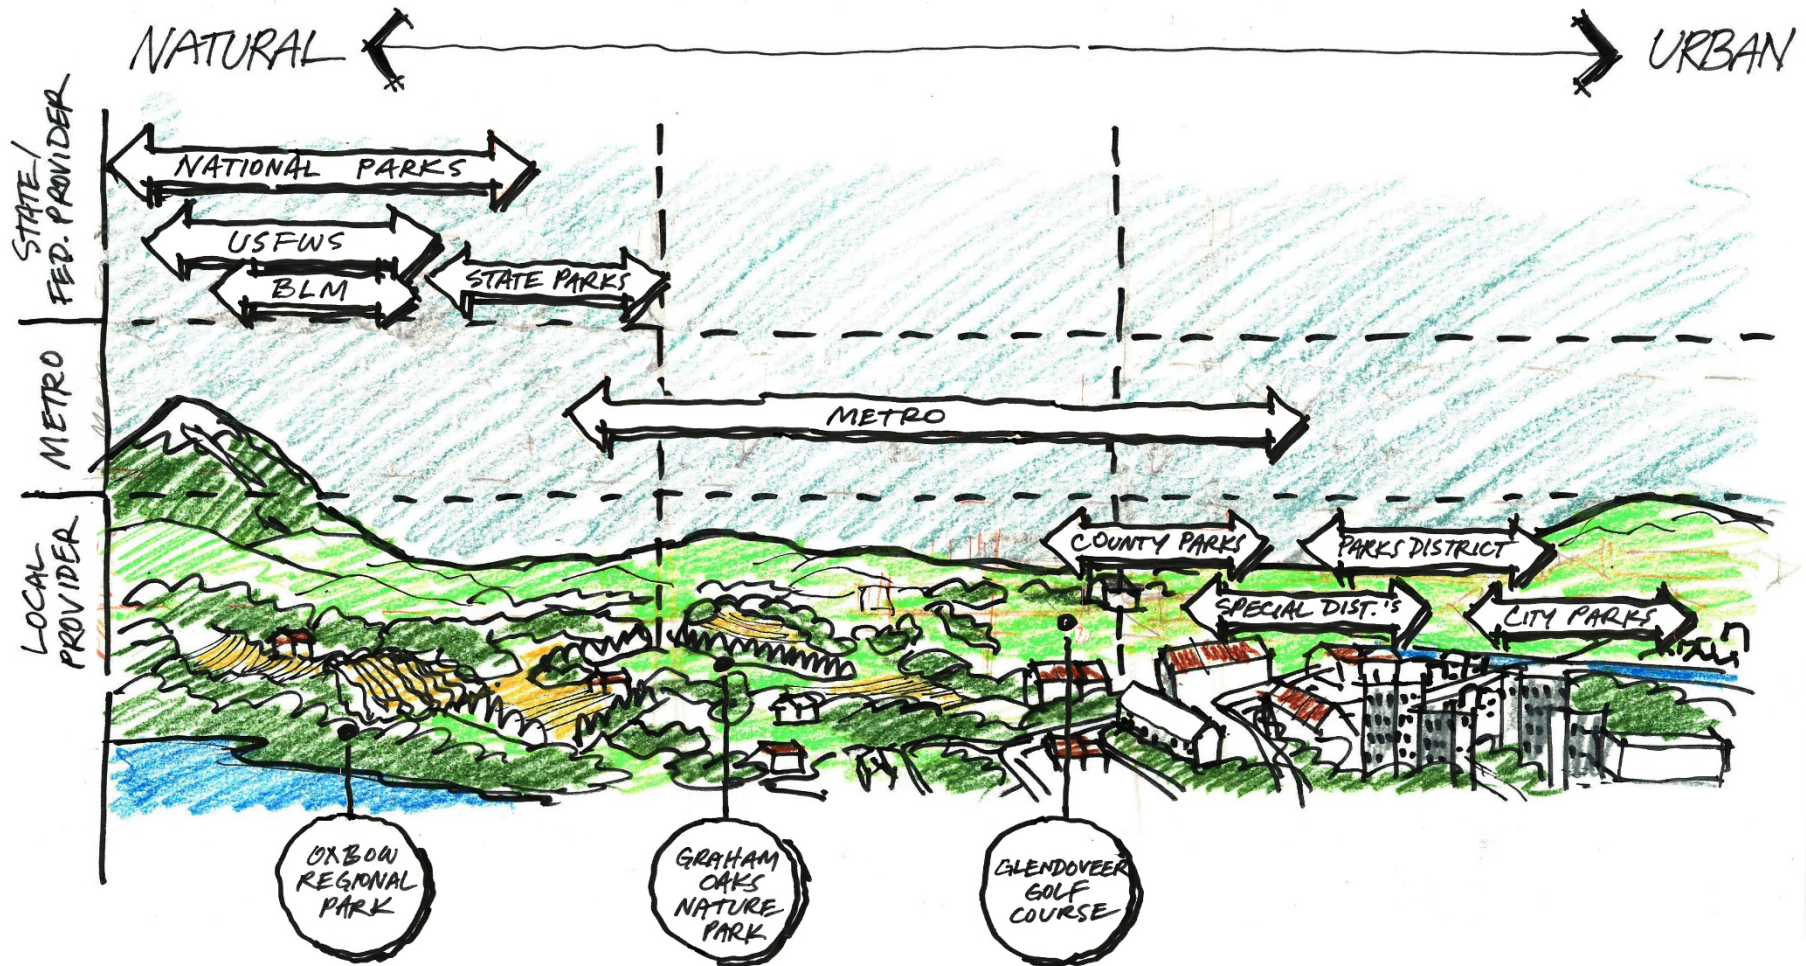 NATURAL
URBAN
STATE/
FED. PROVIDER
NATIONAL PARKS
USFWS
BLM
STATE PARKS
METRO
METRO
LOCAL
PROVIDER
COUNTY PARKS
PARKS DISTRICT
SPECIAL DIST.'S
CITY PARKS
OXBOW
REGIONAL
PARK
GRAHAM
OAKS
NATURE
PARK
GLENDOVEER
GOLF
COURSE